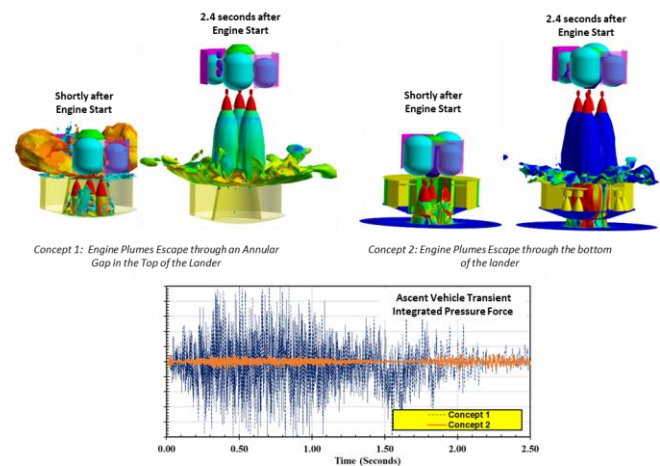 2.4 seconds after
Engine Start
Shortly after
Engine Start
2.4 seconds after
Engine Start
Shortly after
Engine Start
Concept 1:  Engine Plumes Escape through an Annular
Gap in the Top of the Lander
Concept 2: Engine Plumes Escape through the bottom
of the lander
Ascent Vehicle Transient
Integrated Pressure Force
Concept 1
Concept 2
0.00 0.50 1.00 1.50 2.00 2.50
Time (Seconds)